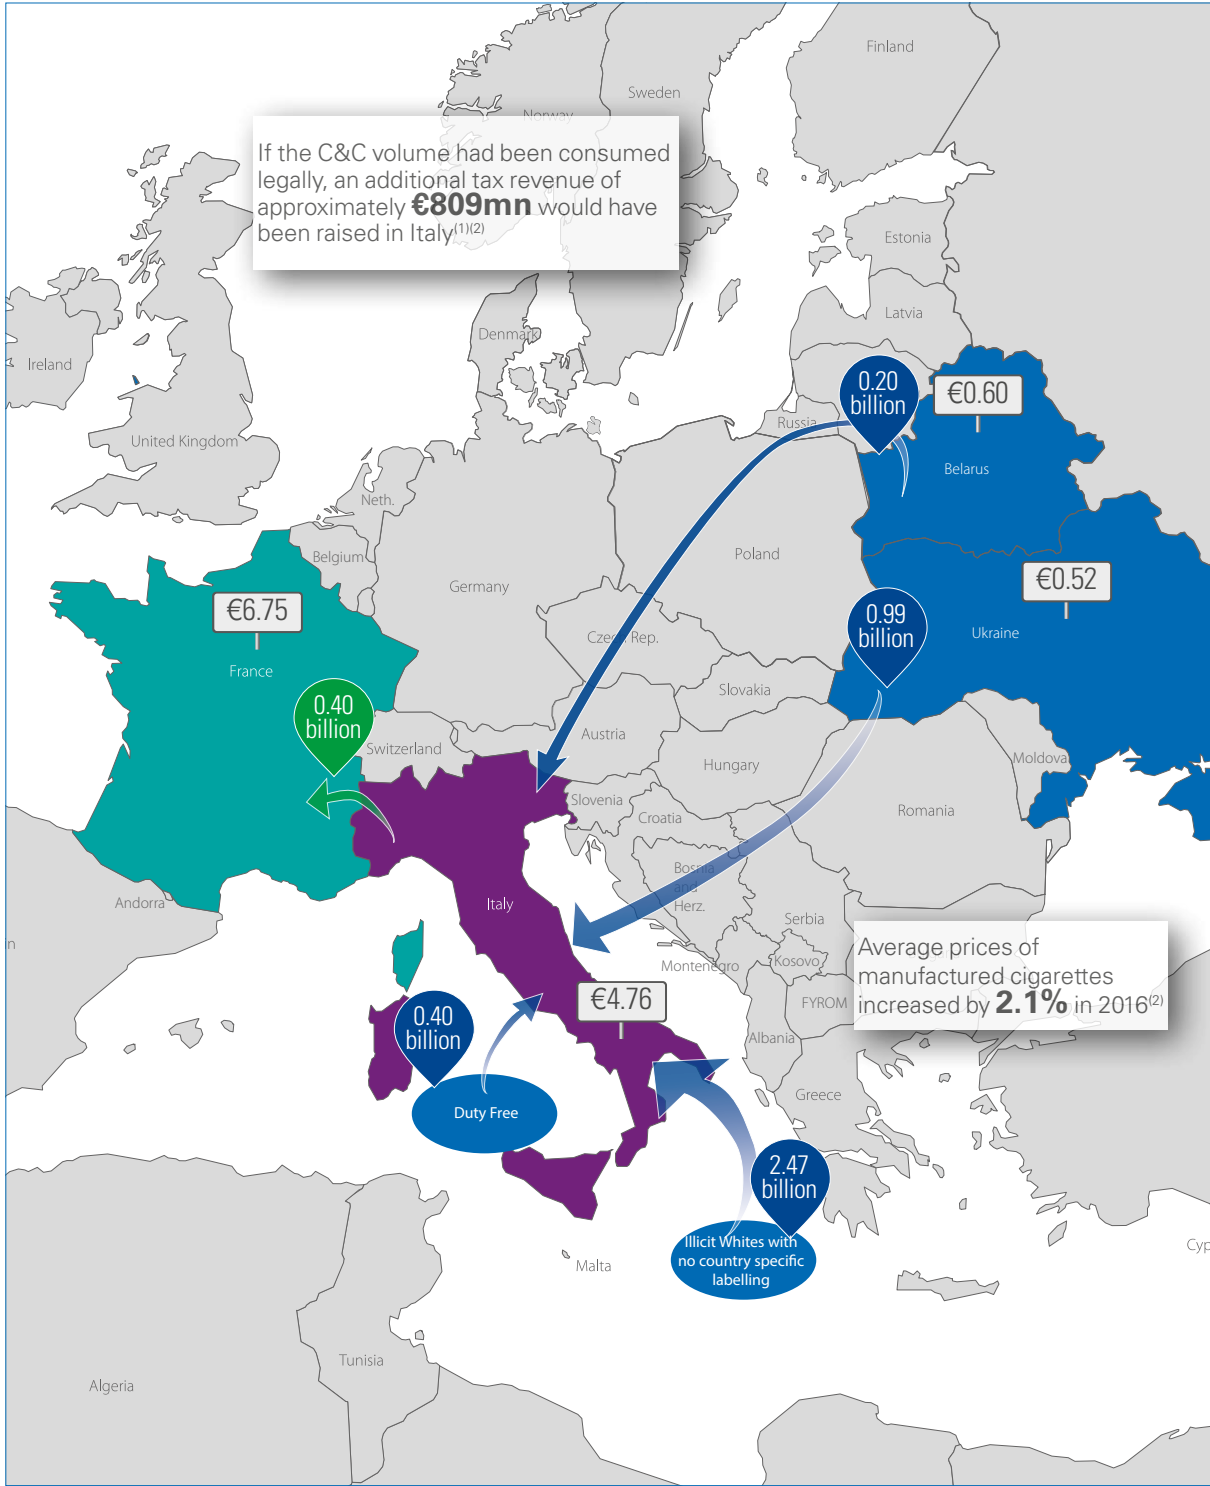 Finland
Sweden
Norway
If the C&C volume had been consumed
legally, an additional tax revenue of
approximately €809mn would have
been raised in Italy(1)(2)
Estonia
Latvia
Denmark
Ireland
0.20
billion
€0.60
Russia
United Kingdom
Belarus
Neth.
Belgium
Poland
Germany
€0.52
€6.75
0.99
billion
Ukraine
Czech Rep.
France
Slovakia
0.40
billion
Austria
Switzerland
Hungary
Moldova
Slovenia
Romania
Croatia
Bosnia
and
Herz.
Andorra
Italy
Serbia
n
Average prices of
manufactured cigarettes
increased by 2.1% in 2016(2)
Montenegro
Kosovo
€4.76
FYROM
0.40
billion
Albania
Greece
Duty Free
2.47
billion
Illicit Whites with
no country specific
labelling
Cyp
Malta
Tunisia
Algeria